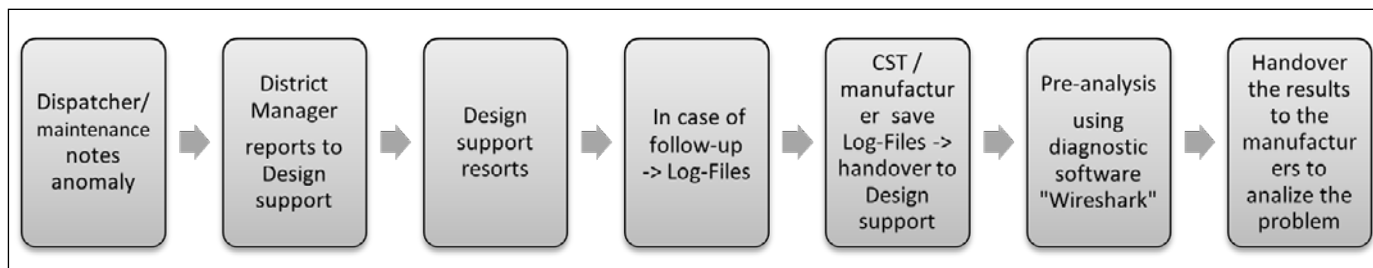 Dispatcher/
maintenance
notes
anomaly
District
Manager
reports to
Design
support
Design
support
resorts
In case of
follow-up
-> Log-Files
CST /
manufactur
er save
Log-Files ->
handover to
Design
support
Pre-analysis
using
diagnostic
software
"Wireshark"
Handover
the results
to the
manufactur
ers to
analize the
problem